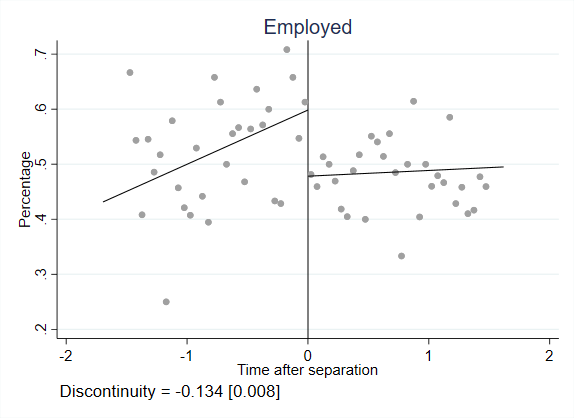 Employed
Percentage
.7
.6
.5
.4
.3
.2
-2
-1
0
1
2
Time after separation
Discontinuity = -0.134 [0.008]